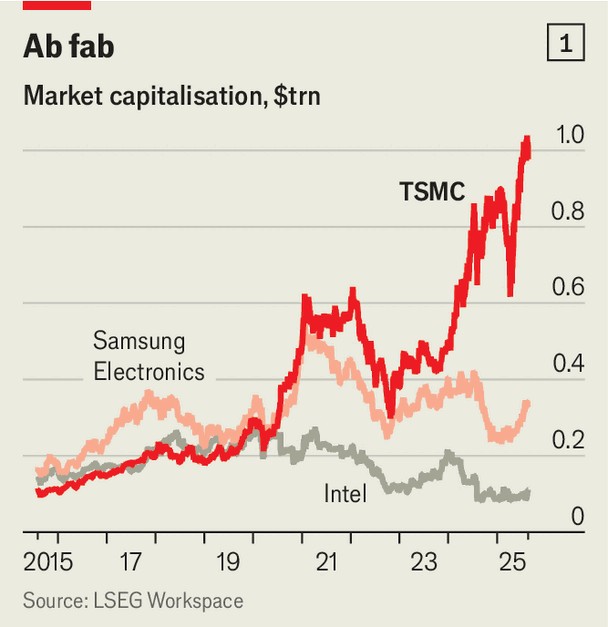 Ab fab
1
Market capitalisation, $trn
1.0
TSMC
0.8
0.6
Samsung
Electronics
0.4
0.2
Intel
0
2015 17 19 21 23 25
Source: LSEG Workspace